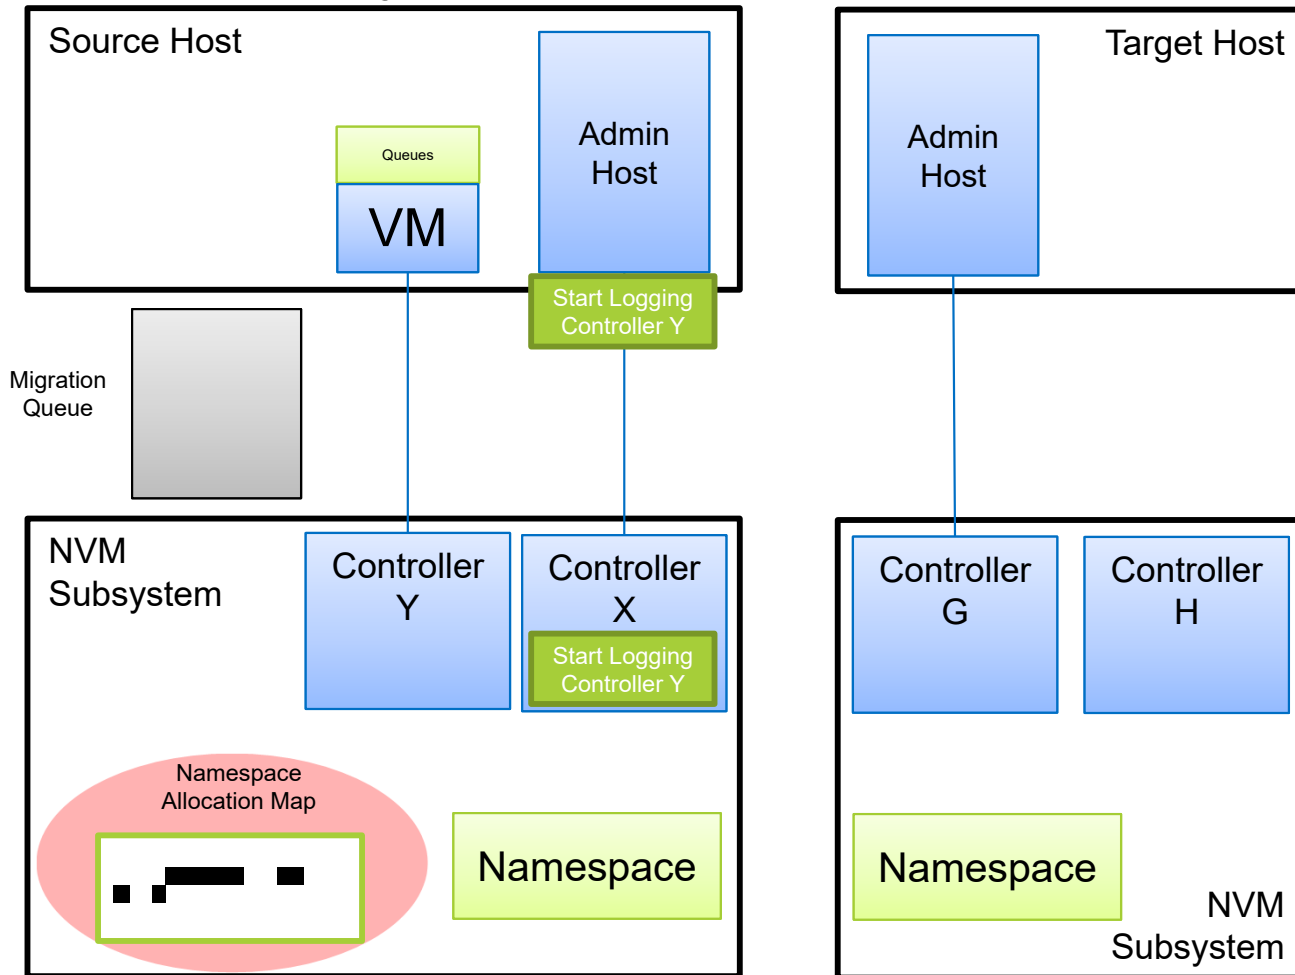 Source Host
Target Host
Admin
Host
Admin
Host
Queues
VM
Start Logging
Controller Y
Migration
Queue
NVM
Subsystem
Controller
Y
Controller
X
Start Logging
Controller Y
Controller
G
Controller
H
Namespace
Allocation Map
Namespace
Namespace
NVM
Subsystem